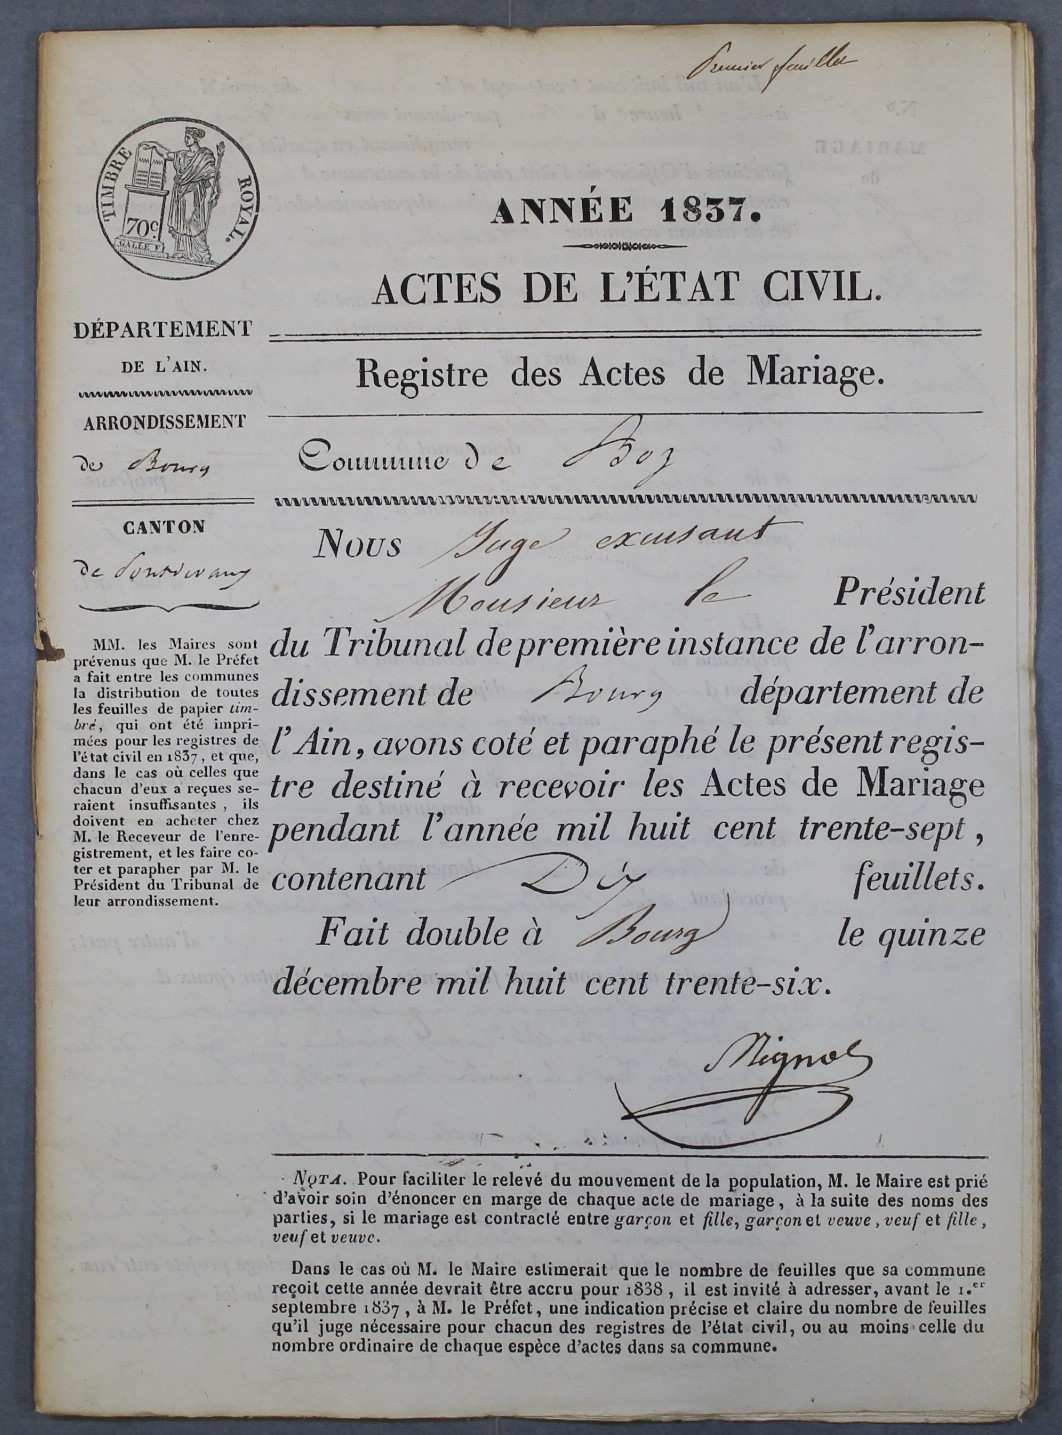 Premier feuillet
TIMBRE ROYAL.
70c.
GALLE F.
ANNÉE 1837.
ACTES DE L'ÉTAT CIVIL.
DÉPARTEMENT
DE L'AIN.
ARRONDISSEMENT
de Bourg
CANTON
de Pontdevaux
MM. les Maires sont
prévenus que M. le Préfet
a fait entre les communes
la distribution de toutes
les feuilles de papier tim-
bré, qui ont été impri-
mées pour les registres de
l'état civil en 1837, et que,
dans le cas où celles que
chacun d'eux a reçues se-
raient insuffisantes, ils
doivent en acheter chez
M. le Receveur de l'enre-
gistrement, et les faire co-
ter et parapher par M. le
Président du Tribunal de
leur arrondissement.
Registre des Actes de Mariage.
Commune de Boz
Nous Juge excusant
Monsieur le Président
du Tribunal de première instance de l'arron-
dissement de Bourg département de
l'Ain, avons coté et paraphé le présent regis-
tre destiné à recevoir les Actes de Mariage
pendant l'année mil huit cent trente-sept,
contenant Dix feuillets.
Fait double à Bourg le quinze
décembre mil huit cent trente-six.
NOTA. Pour faciliter le relevé du mouvement de la population, M. le Maire est prié
d'avoir soin d'énoncer en marge de chaque acte de mariage, à la suite des noms des
parties, si le mariage est contracté entre garçon et fille, garçon et veuve, veuf et fille,
veuf et veuve.
Dans le cas où M. le Maire estimerait que le nombre de feuilles que sa commune
reçoit cette année devrait être accru pour 1838, il est invité à adresser, avant le 1.er
septembre 1837, à M. le Préfet, une indication précise et claire du nombre de feuilles
qu'il juge nécessaire pour chacun des registres de l'état civil, ou au moins celle du
nombre ordinaire de chaque espèce d'actes dans sa commune.